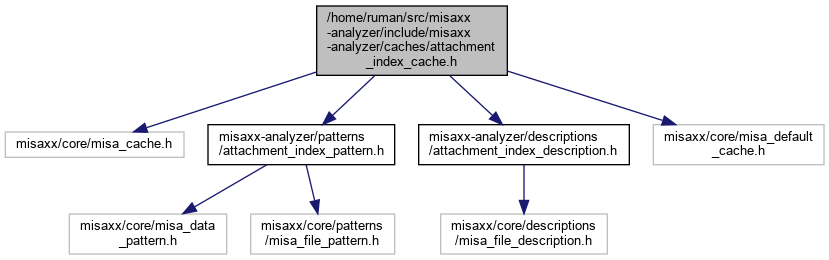 /home/ruman/src/misaxx
-analyzer/include/misaxx
-analyzer/caches/attachment
_index_cache.h
misaxx/core/misa_cache.h
misaxx-analyzer/patterns
/attachment_index_pattern.h
misaxx-analyzer/descriptions
/attachment_index_description.h
misaxx/core/misa_default
_cache.h
misaxx/core/misa_data
_pattern.h
misaxx/core/patterns
/misa_file_pattern.h
misaxx/core/descriptions
/misa_file_description.h